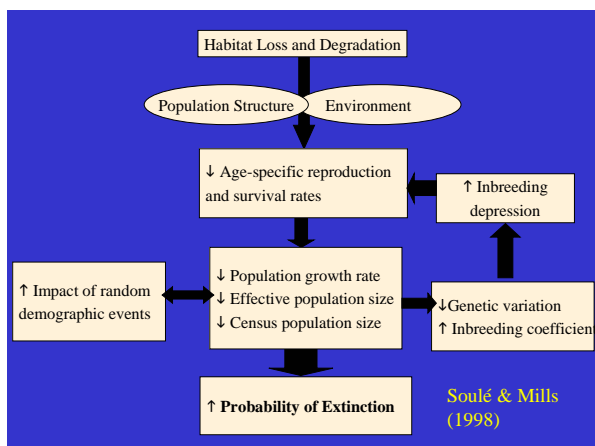 Habitat Loss and Degradation
Population Structure
Environment
↓ Age-specific reproduction
and survival rates
↑ Inbreeding
depression
↑ Impact of random
demographic events
↓ Population growth rate
↓ Effective population size
↓ Census population size
↓Genetic variation
↑ Inbreeding coefficient
↑ Probability of Extinction
Soulé & Mills
(1998)